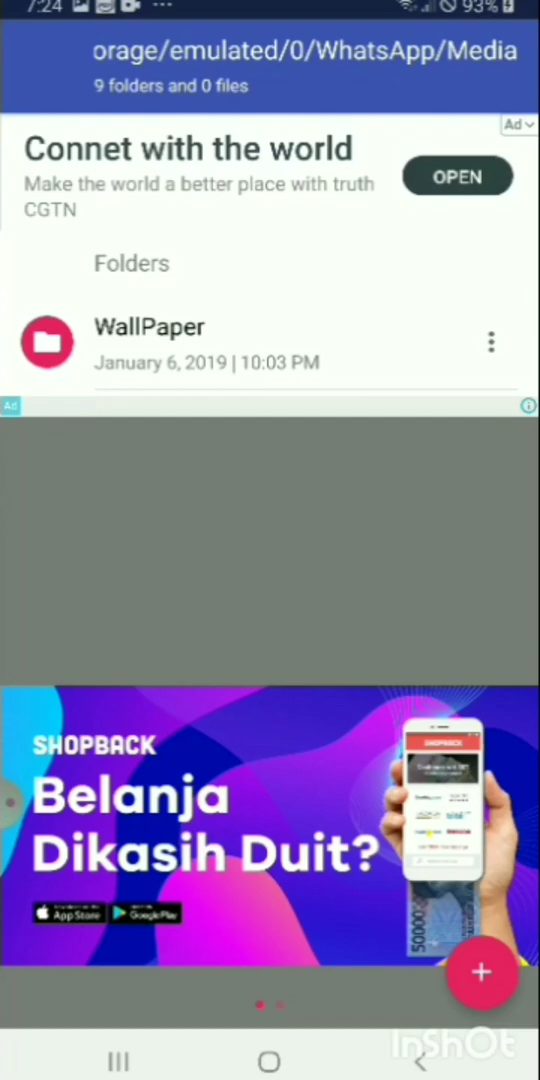 7:24
93%
orage/emulated/0/WhatsApp/Media
9 folders and 0 files
Ad
Connet with the world
Make the world a better place with truth
CGTN
OPEN
Folders
WallPaper
January 6, 2019 | 10:03 PM
Ad
SHOPBACK
Belanja
Dikasih Duit?
App Store
Google Play
SHOPBACK
50000
InShOt